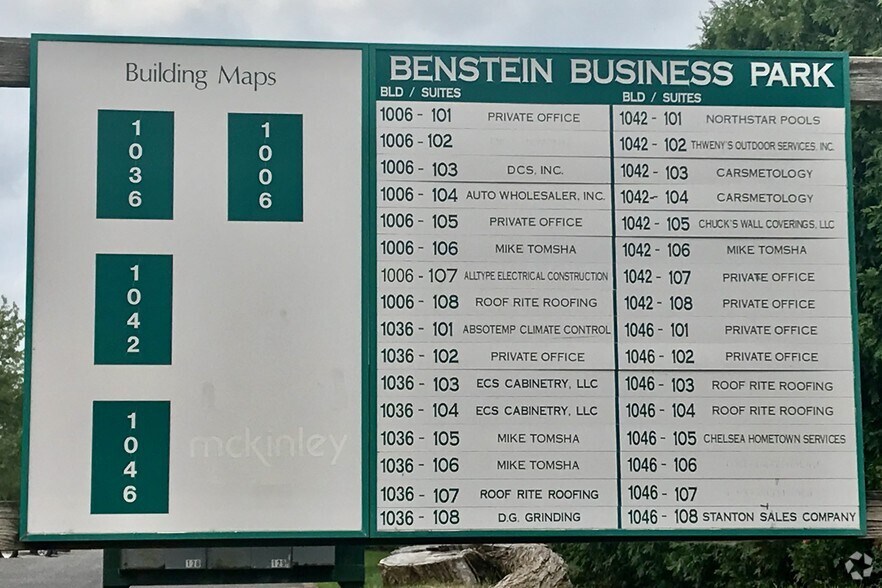 Building Maps
1036
1006
1042
1046
mckinley
BENSTEIN BUSINESS PARK
BLD / SUITES
1006 - 101 PRIVATE OFFICE
1006 - 102
1006 - 103 DCS, INC.
1006 - 104 AUTO WHOLESALER, INC.
1006 - 105 PRIVATE OFFICE
1006 - 106 MIKE TOMSHA
1006 - 107 ALLTYPE ELECTRICAL CONSTRUCTION
1006 - 108 ROOF RITE ROOFING
1036 - 101 ABSOTEMP CLIMATE CONTROL
1036 - 102 PRIVATE OFFICE
1036 - 103 ECS CABINETRY, LLC
1036 - 104 ECS CABINETRY, LLC
1036 - 105 MIKE TOMSHA
1036 - 106 MIKE TOMSHA
1036 - 107 ROOF RITE ROOFING
1036 - 108 D.G. GRINDING
BLD / SUITES
1042 - 101 NORTHSTAR POOLS
1042 - 102 THWENY'S OUTDOOR SERVICES, INC.
1042 - 103 CARSMETOLOGY
1042 - 104 CARSMETOLOGY
1042 - 105 CHUCK'S WALL COVERINGS, LLC
1042 - 106 MIKE TOMSHA
1042 - 107 PRIVATE OFFICE
1042 - 108 PRIVATE OFFICE
1046 - 101 PRIVATE OFFICE
1046 - 102 PRIVATE OFFICE
1046 - 103 ROOF RITE ROOFING
1046 - 104 ROOF RITE ROOFING
1046 - 105 CHELSEA HOMETOWN SERVICES
1046 - 106
1046 - 107
1046 - 108 STANTON SALES COMPANY